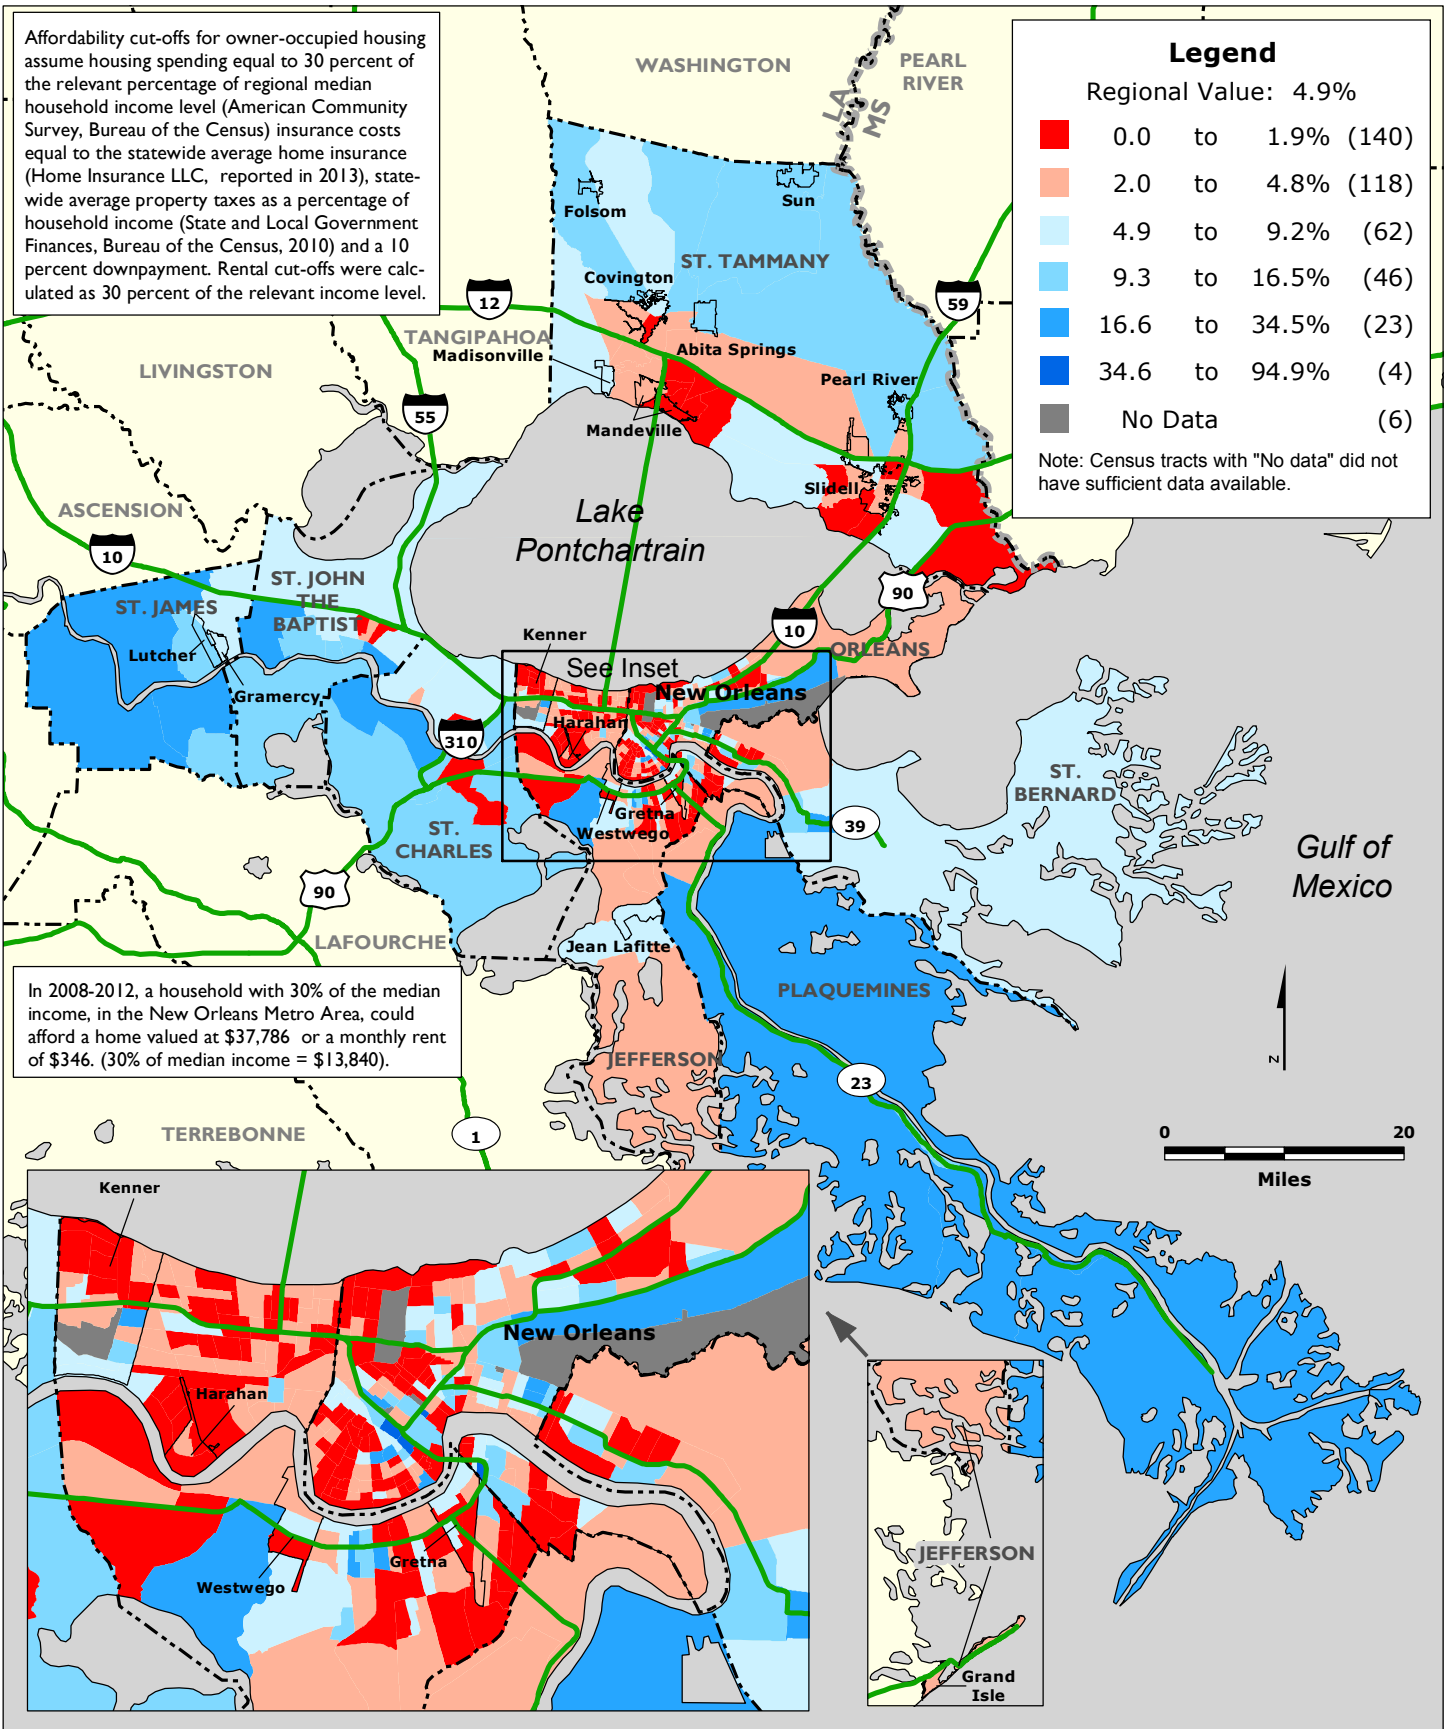 Affordability cut-offs for owner-occupied housing
assume housing spending equal to 30 percent of
the relevant percentage of regional median
household income level (American Community
Survey, Bureau of the Census) insurance costs
equal to the statewide average home insurance
(Home Insurance LLC, reported in 2013), state-
wide average property taxes as a percentage of
household income (State and Local Government
Finances, Bureau of the Census, 2010) and a 10
percent downpayment. Rental cut-offs were calc-
ulated as 30 percent of the relevant income level.
Legend
Regional Value: 4.9%
0.0 to 1.9% (140)
2.0 to 4.8% (118)
4.9 to 9.2% (62)
9.3 to 16.5% (46)
16.6 to 34.5% (23)
34.6 to 94.9% (4)
No Data (6)
Note: Census tracts with "No data" did not
have sufficient data available.
WASHINGTON
PEARL
RIVER
LA
MS
Folsom
Sun
ST. TAMMANY
Covington
12
59
TANGIPAHOA
Madisonville
Abita Springs
LIVINGSTON
Pearl River
55
Mandeville
Slidell
ASCENSION
Lake
Pontchartrain
10
ST. JOHN
THE
BAPTIST
ST. JAMES
90
10
Kenner
ORLEANS
Lutcher
See Inset
Gramercy
New Orleans
Harahan
310
ST.
BERNARD
Gretna
Westwego
39
ST.
CHARLES
Gulf of
Mexico
90
LAFOURCHE
Jean Lafitte
In 2008-2012, a household with 30% of the median
income, in the New Orleans Metro Area, could
afford a home valued at $37,786 or a monthly rent
of $346. (30% of median income = $13,840).
PLAQUEMINES
JEFFERSON
N
23
TERREBONNE
1
0 20
Miles
Kenner
New Orleans
Harahan
Gretna
Westwego
JEFFERSON
Grand
Isle